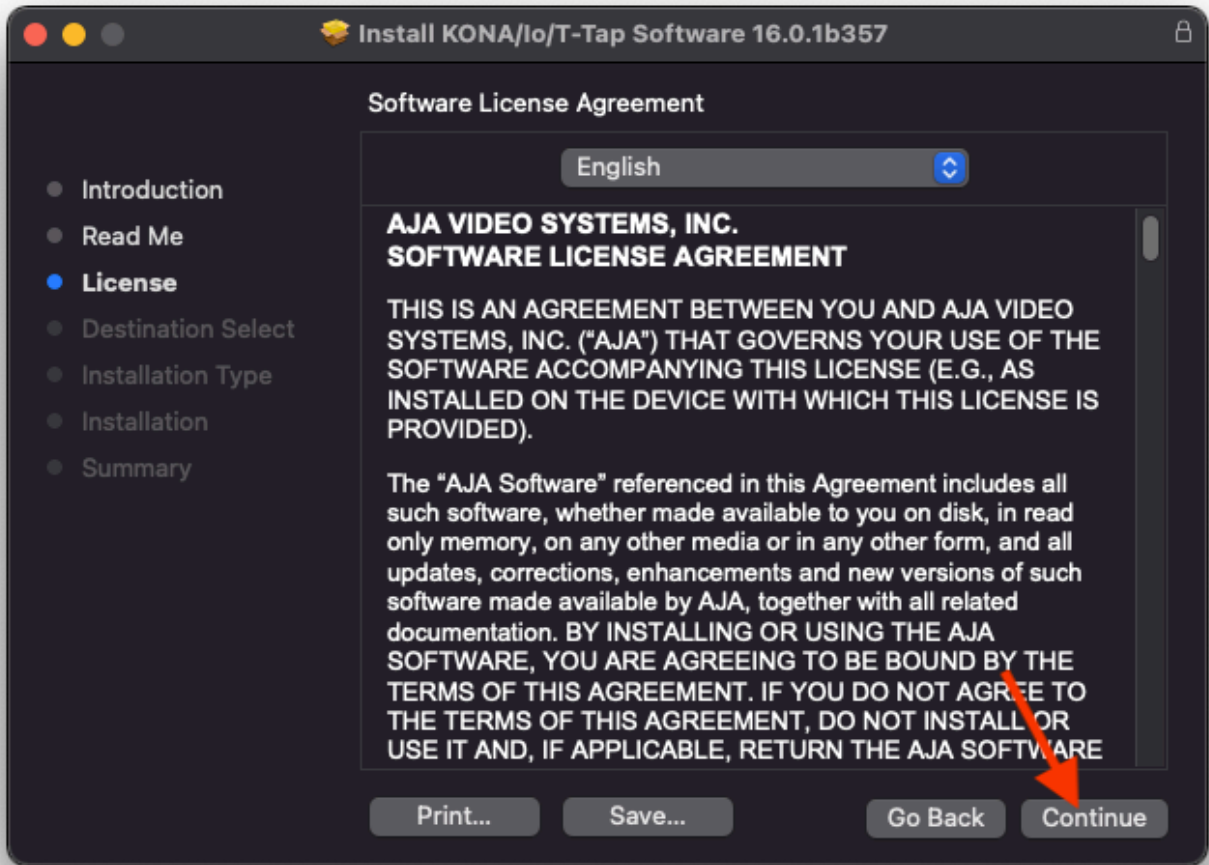 Install KONA/Io/T-Tap Software 16.0.1b357
Software License Agreement
Introduction
Read Me
License
Destination Select
Installation Type
Installation
Summary
English
AJA VIDEO SYSTEMS, INC.
SOFTWARE LICENSE AGREEMENT
THIS IS AN AGREEMENT BETWEEN YOU AND AJA VIDEO
SYSTEMS, INC. (“AJA”) THAT GOVERNS YOUR USE OF THE
SOFTWARE ACCOMPANYING THIS LICENSE (E.G., AS
INSTALLED ON THE DEVICE WITH WHICH THIS LICENSE IS
PROVIDED).
The “AJA Software” referenced in this Agreement includes all
such software, whether made available to you on disk, in read
only memory, on any other media or in any other form, and all
updates, corrections, enhancements and new versions of such
software made available by AJA, together with all related
documentation. BY INSTALLING OR USING THE AJA
SOFTWARE, YOU ARE AGREEING TO BE BOUND BY THE
TERMS OF THIS AGREEMENT. IF YOU DO NOT AGREE TO
THE TERMS OF THIS AGREEMENT, DO NOT INSTALL OR
USE IT AND, IF APPLICABLE, RETURN THE AJA SOFTWARE
Print...
Save...
Go Back
Continue